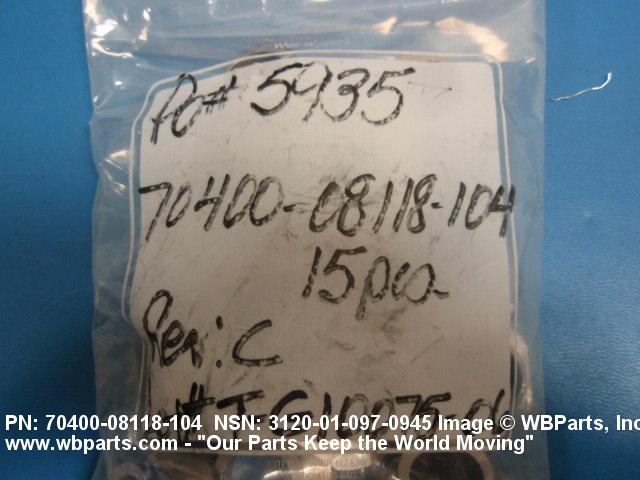 Po# 5935
70400-08118-104
15pcs
Rev: C
PN: 70400-08118-104 NSN: 3120-01-097-0945 Image © WBParts, Inc
www.wbparts.com - "Our Parts Keep the World Moving"